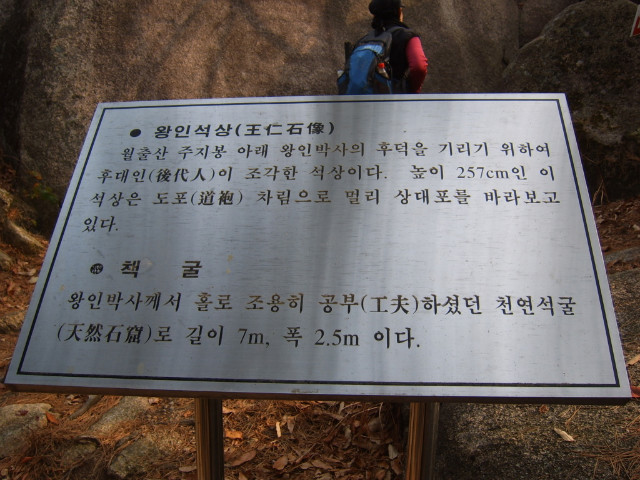 ● 왕인석상(王仁石像)
월출산 주지봉 아래 왕인박사의 후덕을 기리기 위하여
후대인(後代人)이 조각한 석상이다. 높이 257cm인 이
석상은 도포(道袍) 차림으로 멀리 상대포를 바라보고
있다.
● 책 굴
왕인박사께서 홀로 조용히 공부(工夫)하셨던 천연석굴
(天然石窟)로 길이 7m, 폭 2.5m 이다.